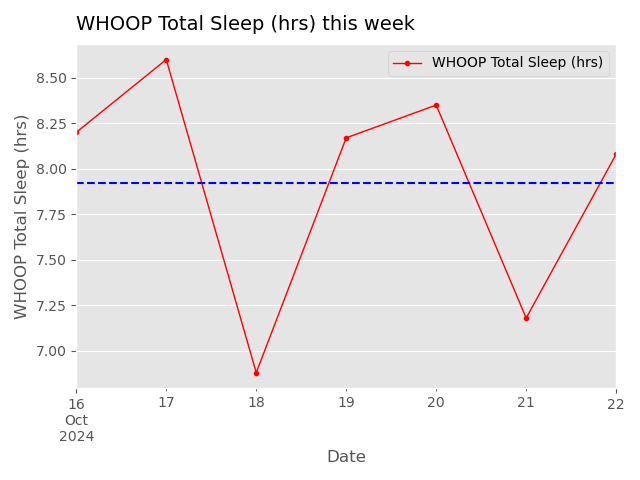 WHOOP Total Sleep (hrs) this week
WHOOP Total Sleep (hrs)
WHOOP Total Sleep (hrs)
8.50
8.25
8.00
7.75
7.50
7.25
7.00
16 17 18 19 20 21 22
Oct
2024
Date